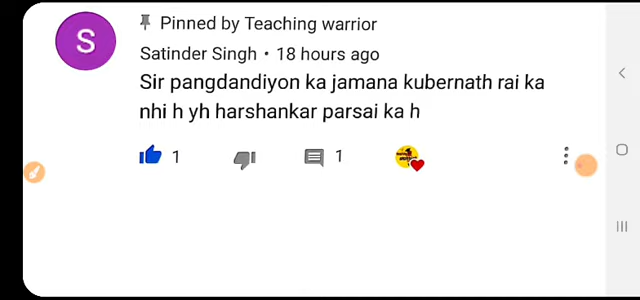 Pinned by Teaching warrior
S
Satinder Singh • 18 hours ago
Sir pangdandiyon ka jamana kubernath rai ka
nhi h yh harshankar parsai ka h
1
1